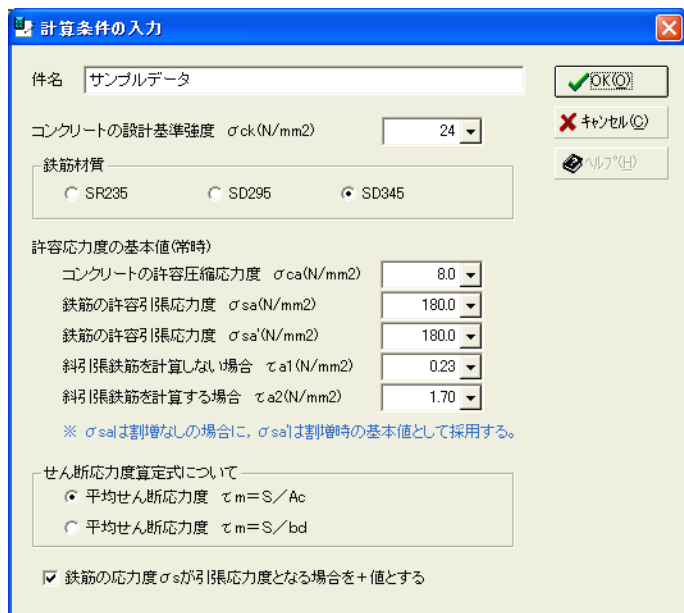 計算条件の入力
件名 サンプルデータ
OK(O)
コンクリートの設計基準強度 σck(N/mm2) 24
キャンセル(C)
鉄筋材質
ヘルプ(H)
SR235 SD295 SD345
許容応力度の基本値(常時)
コンクリートの許容圧縮応力度 σca(N/mm2) 8.0
鉄筋の許容引張応力度 σsa(N/mm2) 180.0
鉄筋の許容引張応力度 σsa'(N/mm2) 180.0
斜引張鉄筋を計算しない場合 τa1(N/mm2) 0.23
斜引張鉄筋を計算する場合 τa2(N/mm2) 1.70
※ σsaは割増なしの場合に，σsa'は割増時の基本値として採用する。
せん断応力度算定式について
平均せん断応力度 τm＝S／Ac
平均せん断応力度 τm＝S／bd
鉄筋の応力度σsが引張応力度となる場合を+値とする